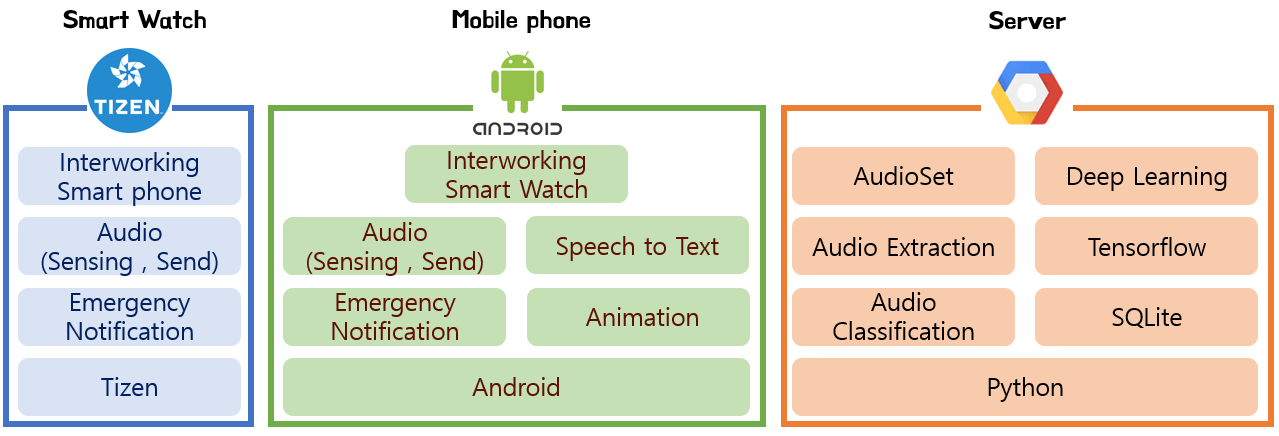 Smart Watch
Mobile phone
Server
TIZEN
ANDROID
Interworking
Smart phone
Audio
(Sensing , Send)
Emergency
Notification
Tizen
Interworking
Smart Watch
Audio
(Sensing , Send)
Speech to Text
Emergency
Notification
Animation
Android
AudioSet
Deep Learning
Audio Extraction
Tensorflow
Audio
Classification
SQLite
Python